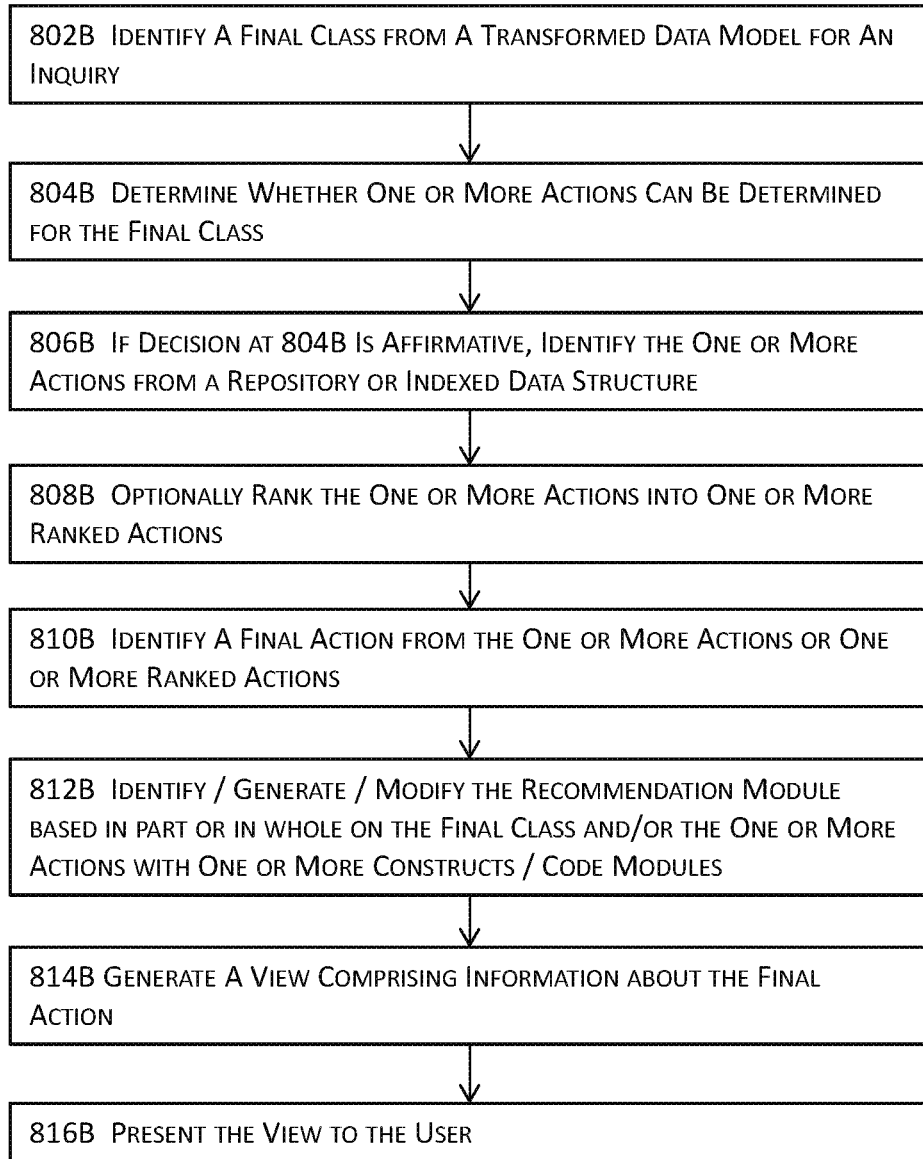 802B IDENTIFY A FINAL CLASS FROM A TRANSFORMED DATA MODEL FOR AN
INQUIRY
804B DETERMINE WHETHER ONE OR MORE ACTIONS CAN BE DETERMINED
FOR THE FINAL CLASS
806B IF DECISION AT 804B IS AFFIRMATIVE, IDENTIFY THE ONE OR MORE
ACTIONS FROM A REPOSITORY OR INDEXED DATA STRUCTURE
808B OPTIONALLY RANK THE ONE OR MORE ACTIONS INTO ONE OR MORE
RANKED ACTIONS
810B IDENTIFY A FINAL ACTION FROM THE ONE OR MORE ACTIONS OR ONE
OR MORE RANKED ACTIONS
812B IDENTIFY / GENERATE / MODIFY THE RECOMMENDATION MODULE
BASED IN PART OR IN WHOLE ON THE FINAL CLASS AND/OR THE ONE OR MORE
ACTIONS WITH ONE OR MORE CONSTRUCTS / CODE MODULES
814B GENERATE A VIEW COMPRISING INFORMATION ABOUT THE FINAL
ACTION
816B PRESENT THE VIEW TO THE USER